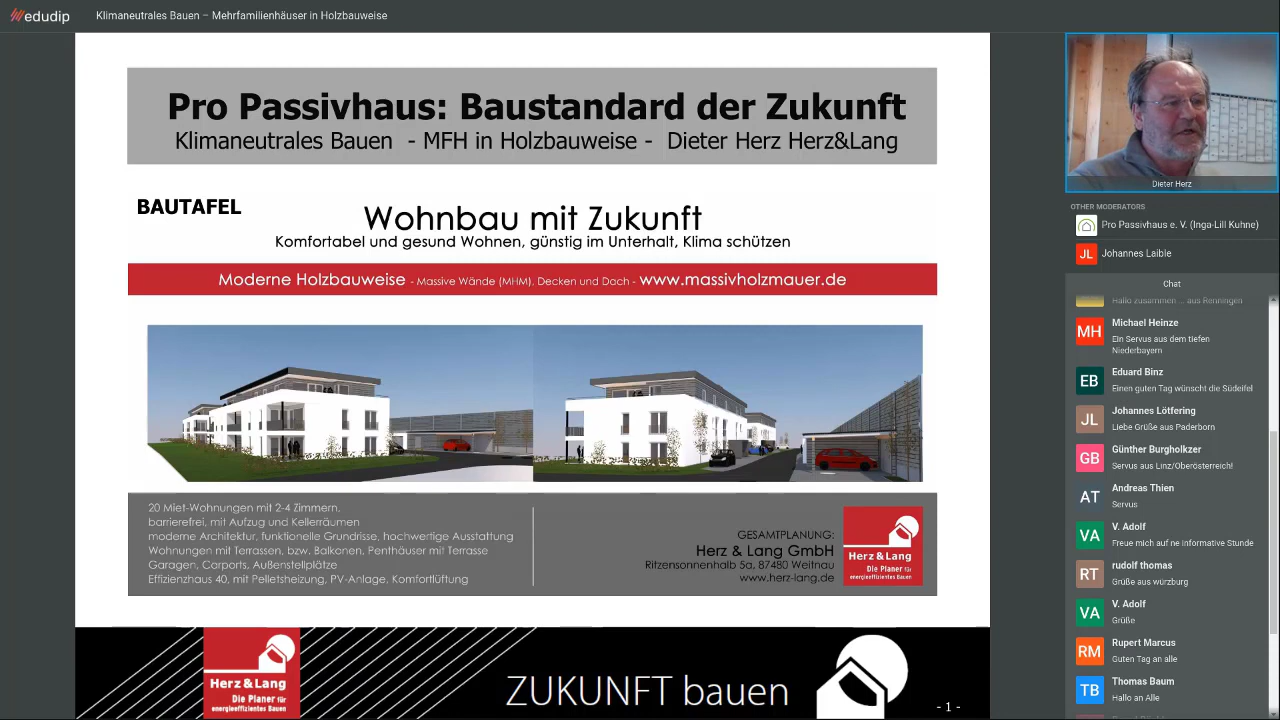 edudip
Klimaneutrales Bauen – Mehrfamilienhäuser in Holzbauweise
Pro Passivhaus: Baustandard der Zukunft
Klimaneutrales Bauen - MFH in Holzbauweise - Dieter Herz Herz&Lang
BAUTAFEL
Wohnbau mit Zukunft
Komfortabel und gesund Wohnen, günstig im Unterhalt, Klima schützen
Moderne Holzbauweise - Massive Wände (MHM), Decken und Dach - www.massivholzmauer.de
20 Miet-Wohnungen mit 2-4 Zimmern,
barrierefrei, mit Aufzug und Kellerräumen
moderne Architektur, funktionelle Grundrisse, hochwertige Ausstattung
Wohnungen mit Terrassen, bzw. Balkonen, Penthäuser mit Terrasse
Garagen, Carports, Außenstellplätze
Effizienzhaus 40, mit Pelletsheizung, PV-Anlage, Komfortlüftung
GESAMTPLANUNG:
Herz & Lang GmbH
Ritzensonnenhalb 5a, 87480 Weitnau
www.herz-lang.de
Herz & Lang
Die Planer für
energieeffizientes Bauen
Herz & Lang
Die Planer für
energieeffizientes Bauen
ZUKUNFT bauen
- 1 -
Dieter Herz
OTHER MODERATORS
Pro Passivhaus e. V. (Inga-Lill Kuhne)
JL
Johannes Laible
Chat
Hallo zusammen ... aus Renningen
MH
Michael Heinze
Ein Servus aus dem tiefen
Niederbayern
EB
Eduard Binz
Einen guten Tag wünscht die Südeifel
JL
Johannes Lötfering
Liebe Grüße aus Paderborn
GB
Günther Burgholkzer
Servus aus Linz/Oberösterreich!
AT
Andreas Thien
Servus
VA
V. Adolf
Freue mich auf ne Informative Stunde
RT
rudolf thomas
Grüße aus würzburg
VA
V. Adolf
Grüße
RM
Rupert Marcus
Guten Tag an alle
TB
Thomas Baum
Hallo an Alle